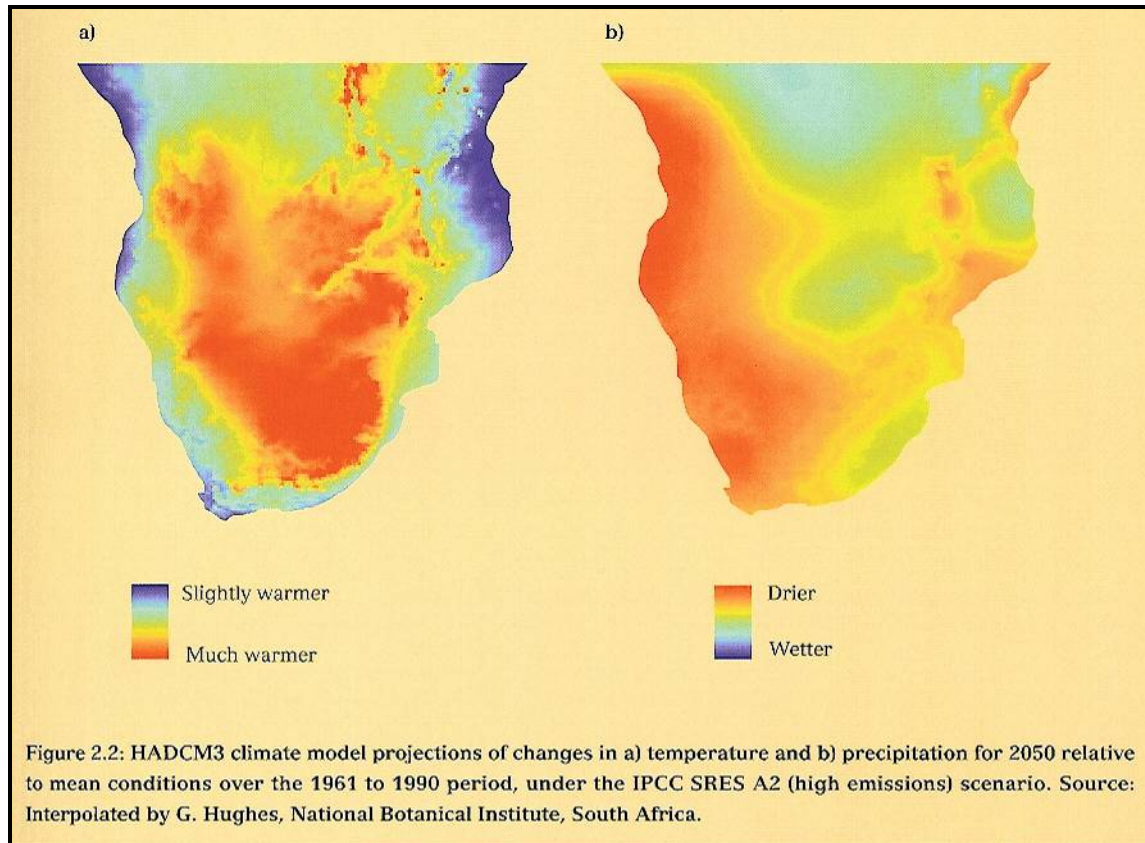 a)
b)
Slightly warmer
Much warmer
Drier
Wetter
Figure 2.2: HADCM3 climate model projections of changes in a) temperature and b) precipitation for 2050 relative
to mean conditions over the 1961 to 1990 period, under the IPCC SRES A2 (high emissions) scenario. Source:
Interpolated by G. Hughes, National Botanical Institute, South Africa.